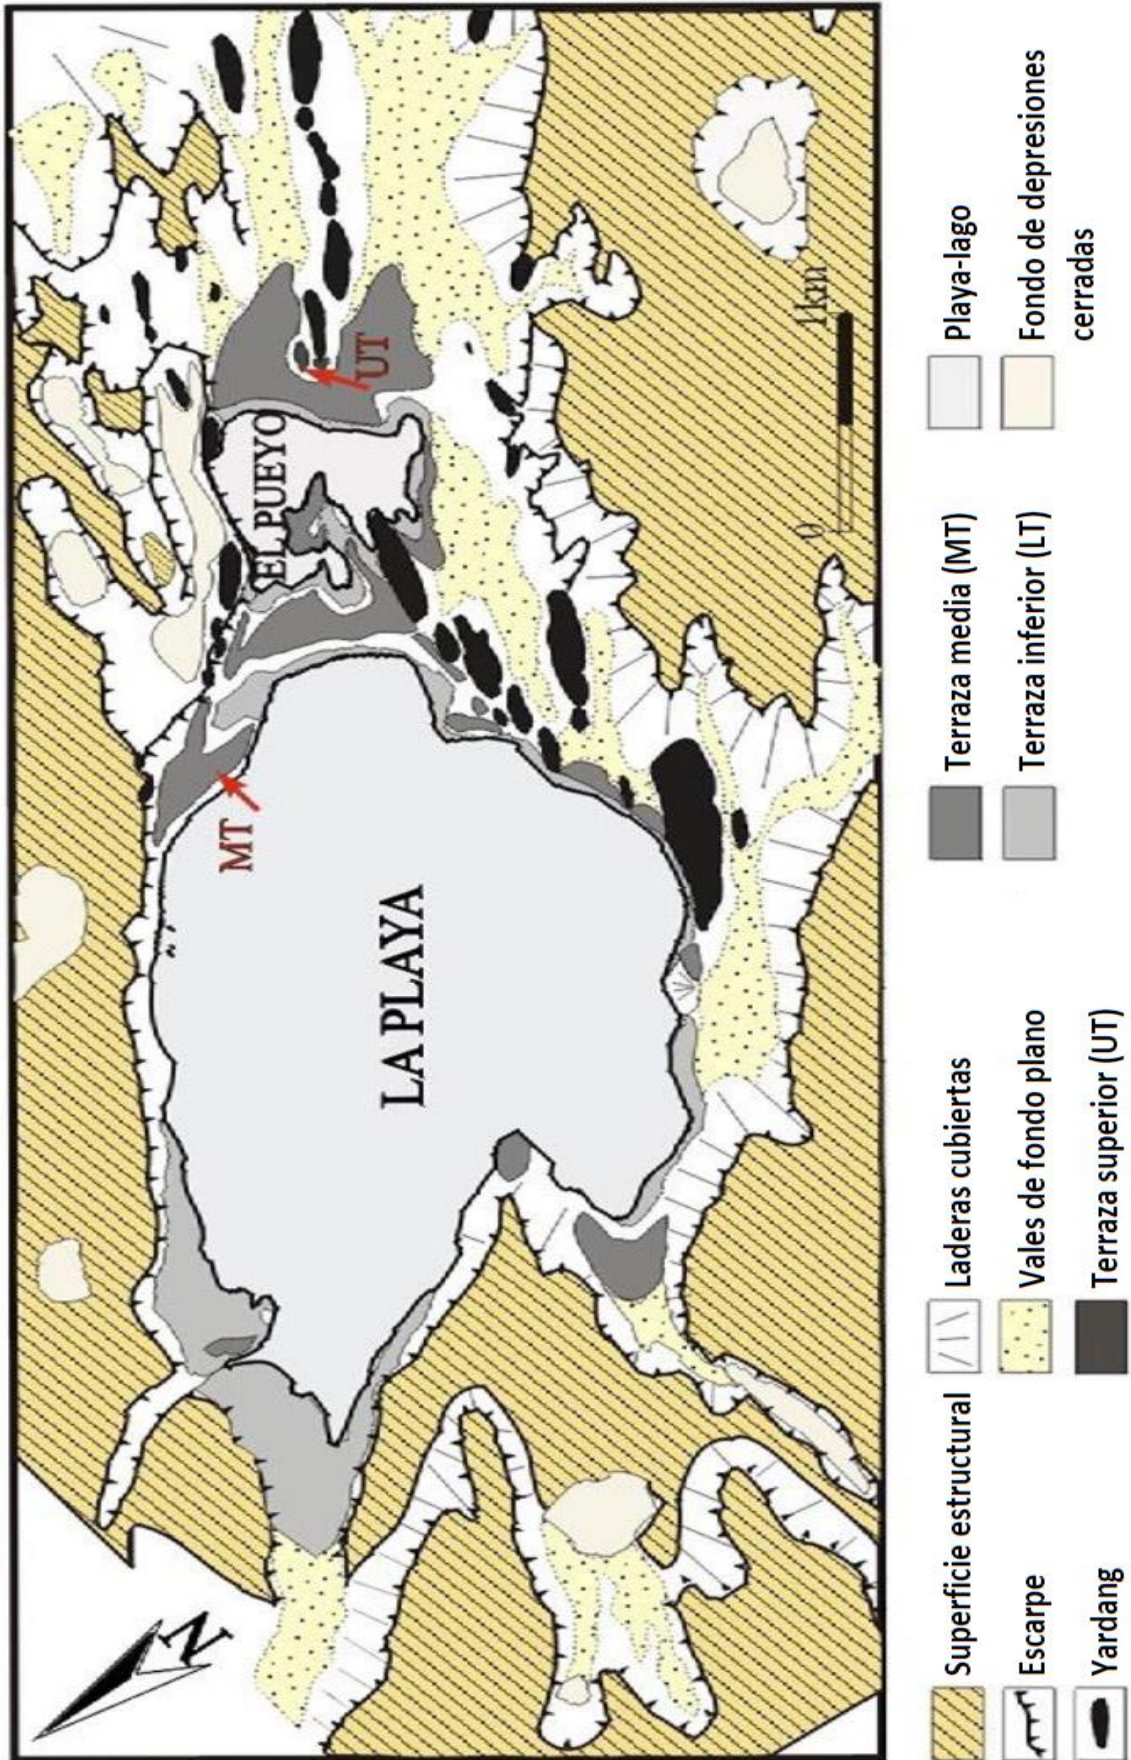 N
LA PLAYA
MT
EL PUEYO
UT
0
1km
Superficie estructural
Escarpe
Yardang
Laderas cubiertas
Vales de fondo plano
Terraza superior (UT)
Terraza media (MT)
Terraza inferior (LT)
Playa-lago
Fondo de depresiones
cerradas